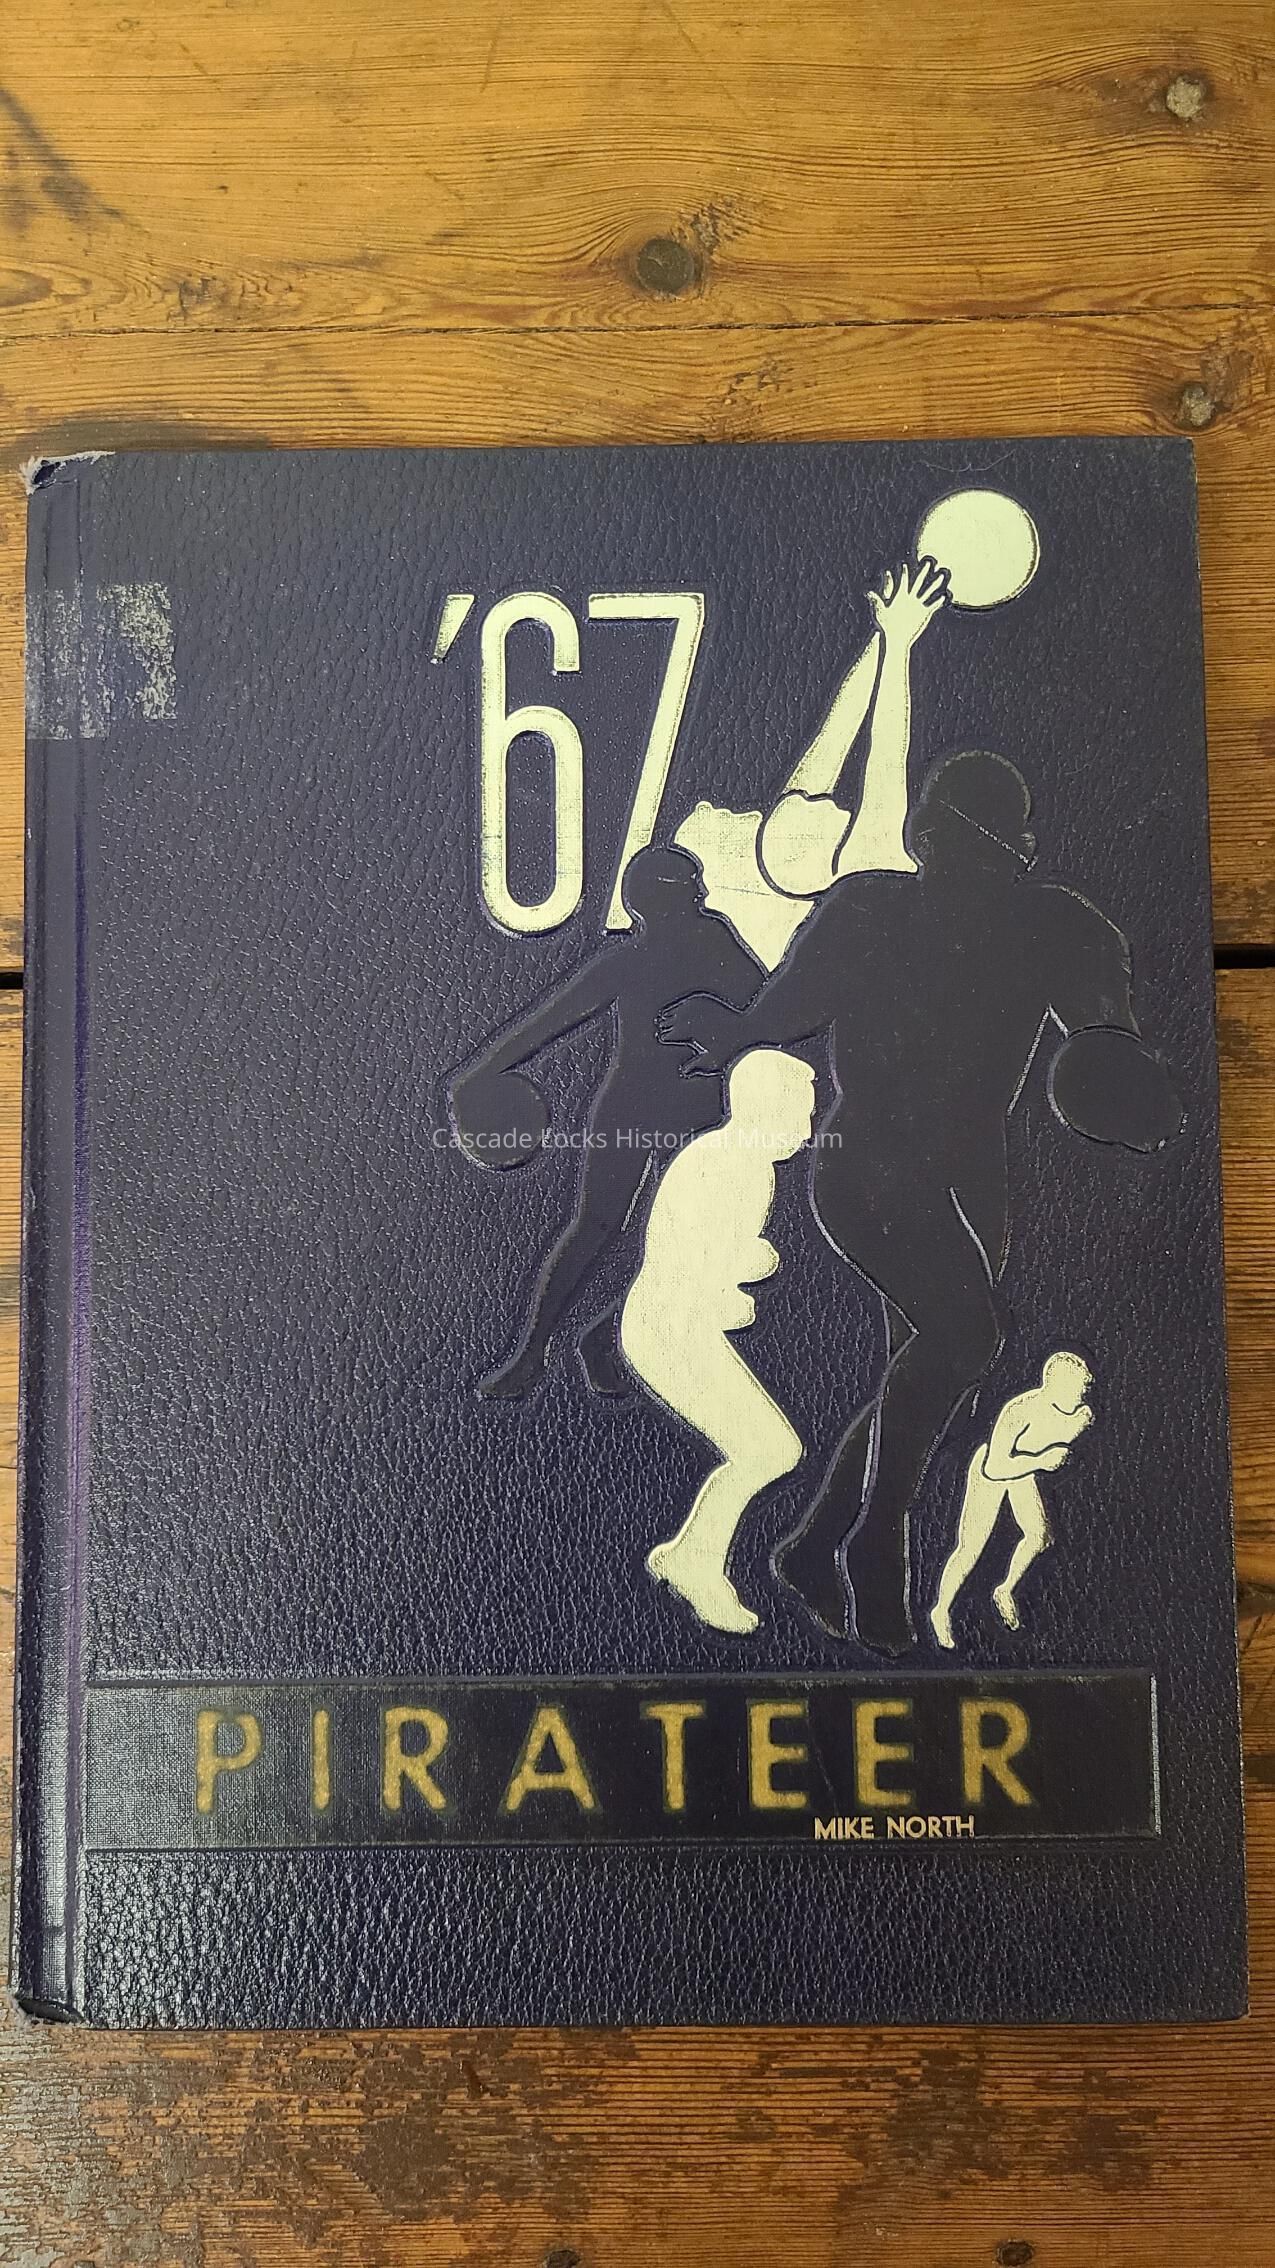 '67
Cascade Locks Historical Museum
PIRATEER
MIKE NORTH